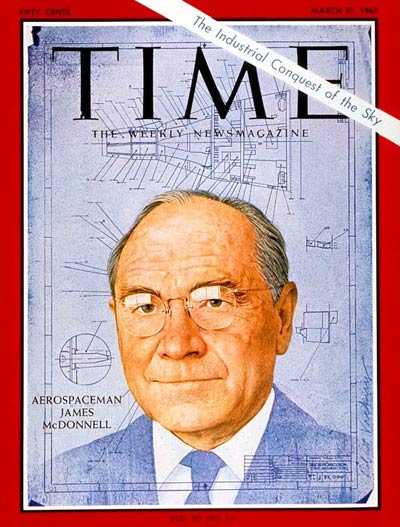 FIFTY CENTS
MARCH 31, 1967
The Industrial Conquest of the Sky
TIME
THE WEEKLY NEWSMAGAZINE
AEROSPACEMAN
JAMES
McDONNELL